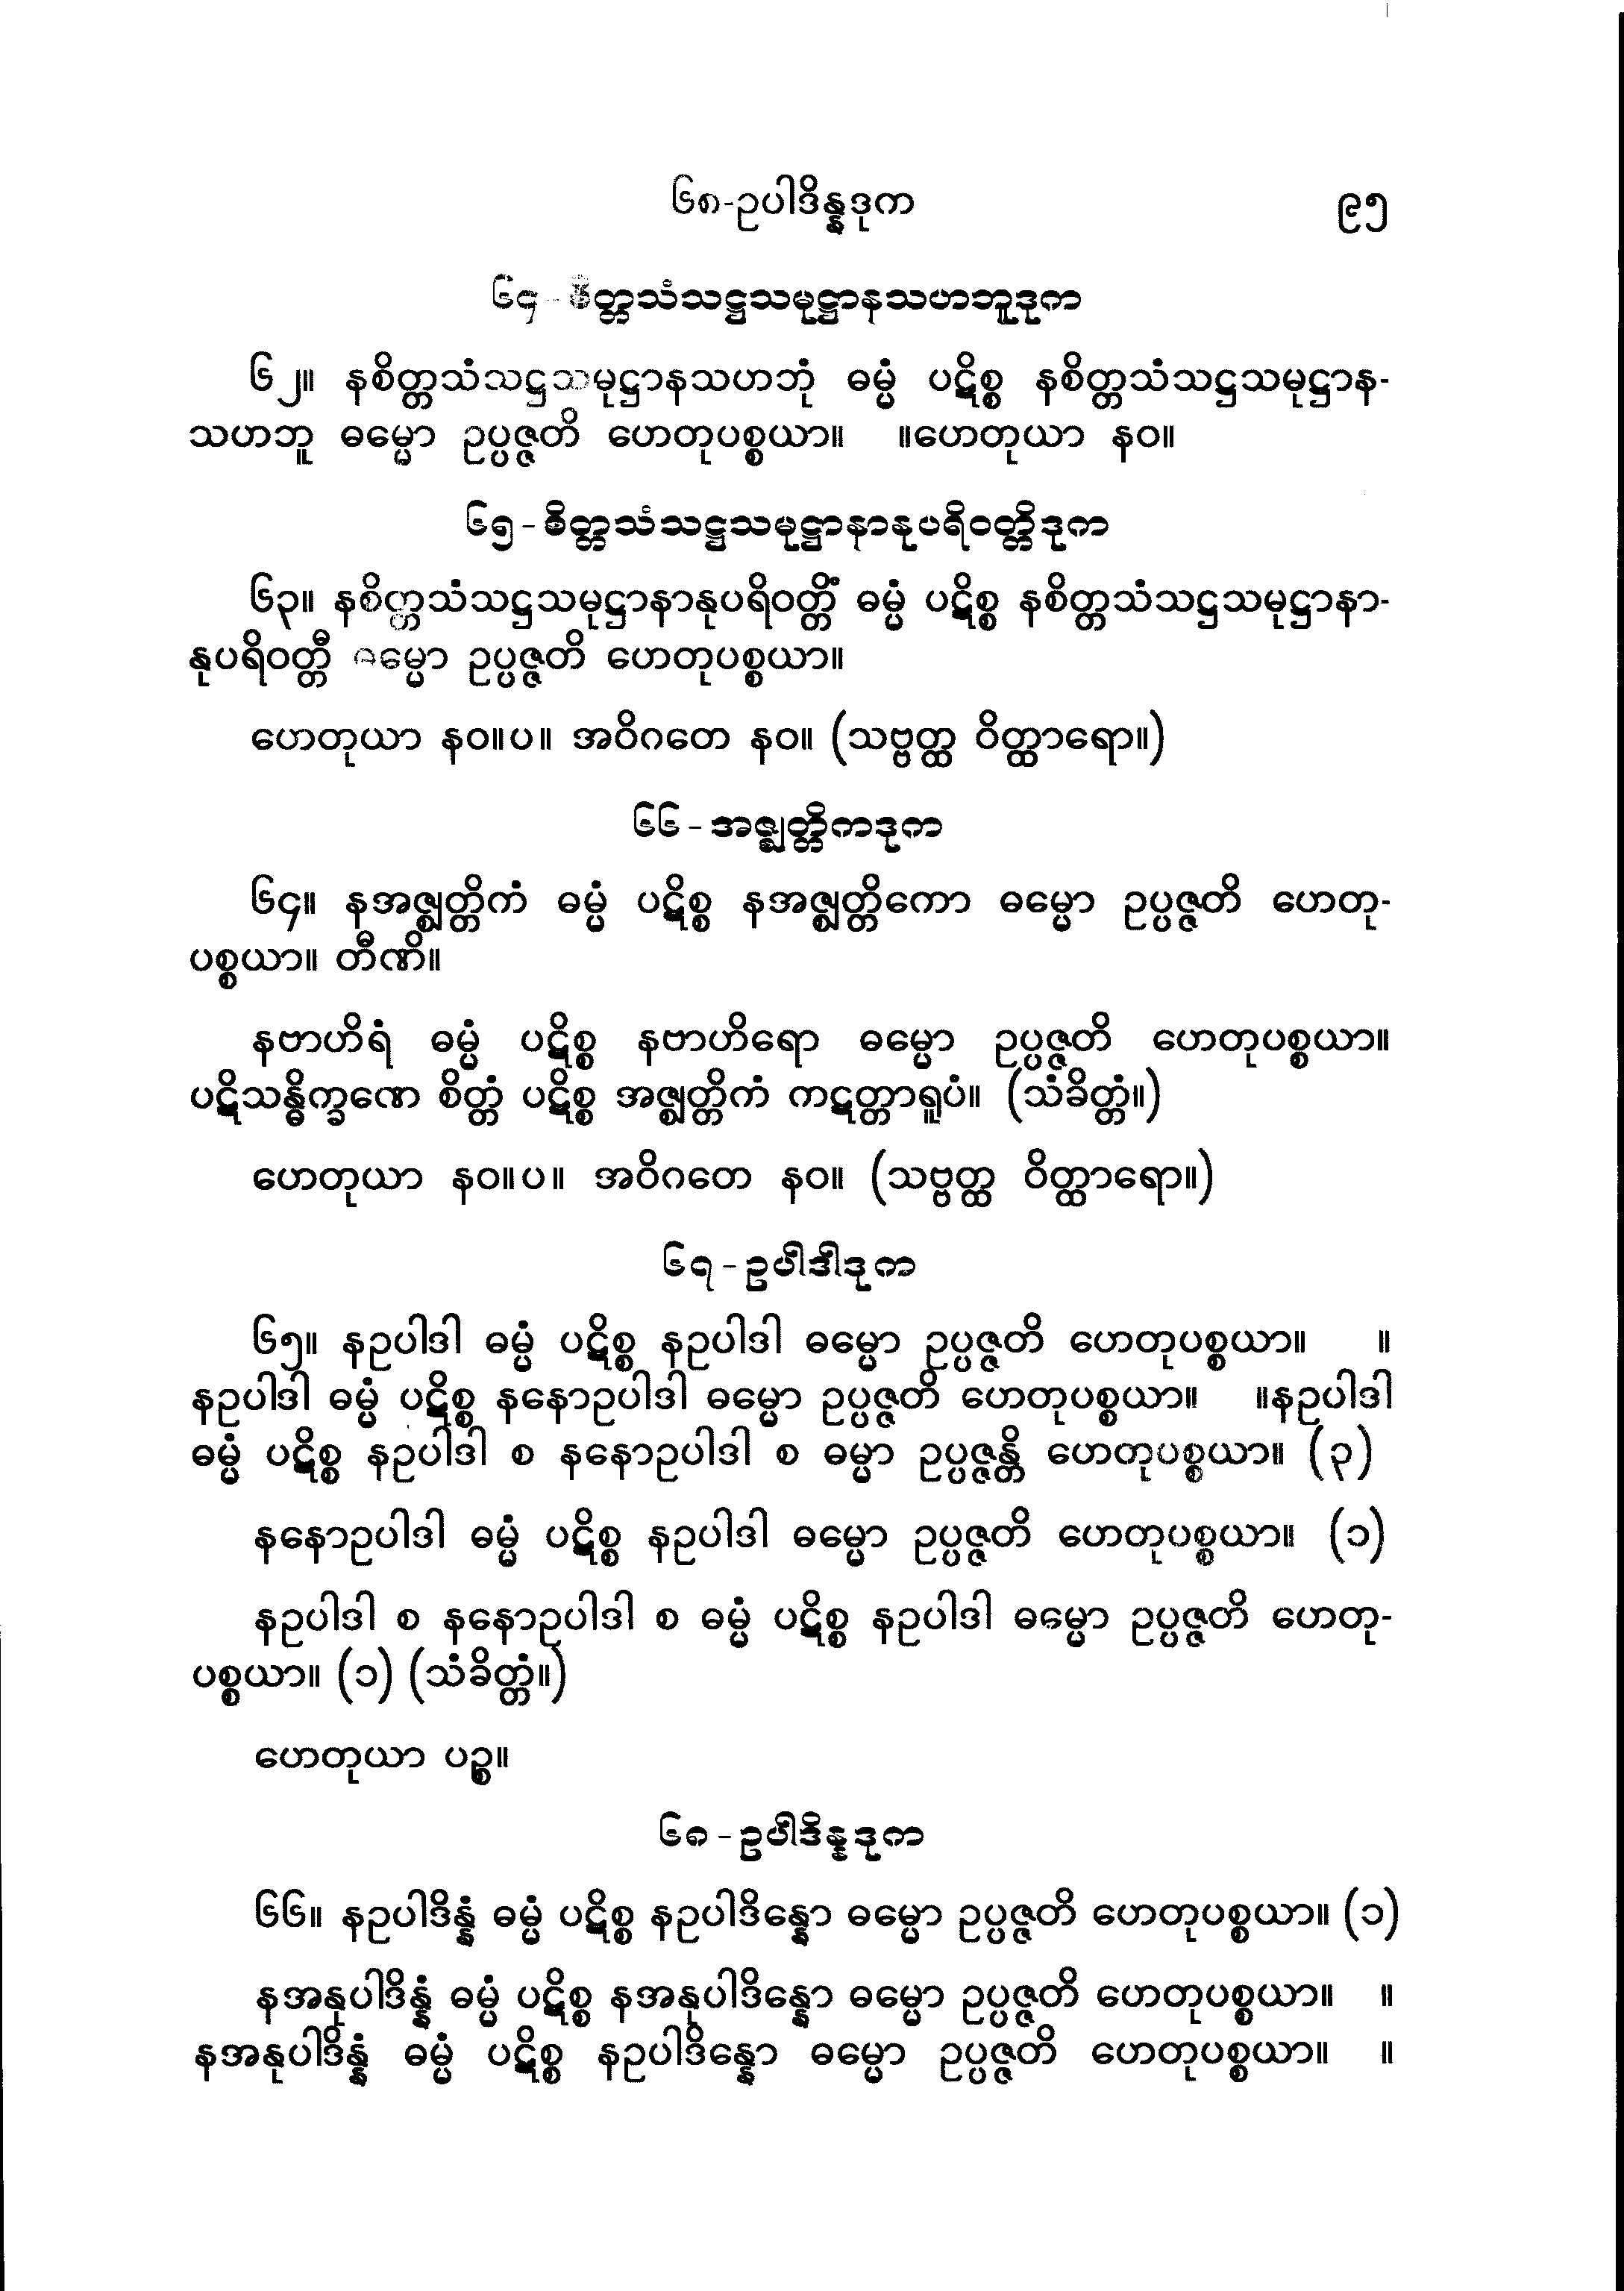 ၆၈-ဥပါဒိန္နဒုက ၉၅
၆၄-စိတ္တသံသဋ္ဌသမုဋ္ဌာနသဟဘူဒုက
၆၂။ နစိတ္တသံသဋ္ဌသမုဋ္ဌာနသဟဘုံ ဓမ္မံ ပဋိစ္စ နစိတ္တသံသဋ္ဌသမုဋ္ဌာန-
သဟဘူ ဓမ္မော ဥပ္ပဇ္ဇတိ ဟေတုပစ္စယာ။ ။ဟေတုယာ နဝ။
၆၅-စိတ္တသံသဋ္ဌသမုဋ္ဌာနာနုပရိဝတ္တိဒုက
၆၃။ နစိတ္တသံသဋ္ဌသမုဋ္ဌာနာနုပရိဝတ္တိံ ဓမ္မံ ပဋိစ္စ နစိတ္တသံသဋ္ဌသမုဋ္ဌာနာ-
နုပရိဝတ္တီ ဓမ္မော ဥပ္ပဇ္ဇတိ ဟေတုပစ္စယာ။
ဟေတုယာ နဝ။ပ။ အဝိဂတေ နဝ။ (သဗ္ဗတ္ထ ဝိတ္ထာရော။)
၆၆-အဇ္ဈတ္တိကဒုက
၆၄။ နအဇ္ဈတ္တိကံ ဓမ္မံ ပဋိစ္စ နအဇ္ဈတ္တိကော ဓမ္မော ဥပ္ပဇ္ဇတိ ဟေတု-
ပစ္စယာ။ တီဏိ။
နဗာဟိရံ ဓမ္မံ ပဋိစ္စ နဗာဟိရော ဓမ္မော ဥပ္ပဇ္ဇတိ ဟေတုပစ္စယာ။
ပဋိသန္ဓိက္ခဏေ စိတ္တံ ပဋိစ္စ အဇ္ဈတ္တိကံ ကဋတ္တာရူပံ။ (သံခိတ္တံ။)
ဟေတုယာ နဝ။ပ။ အဝိဂတေ နဝ။ (သဗ္ဗတ္ထ ဝိတ္ထာရော။)
၆၇-ဥပါဒါဒုက
၆၅။ နဥပါဒါ ဓမ္မံ ပဋိစ္စ နဥပါဒါ ဓမ္မော ဥပ္ပဇ္ဇတိ ဟေတုပစ္စယာ။ ။
နဥပါဒါ ဓမ္မံ ပဋိစ္စ နနောဥပါဒါ ဓမ္မော ဥပ္ပဇ္ဇတိ ဟေတုပစ္စယာ။ ။နဥပါဒါ
ဓမ္မံ ပဋိစ္စ နဥပါဒါ စ နနောဥပါဒါ စ ဓမ္မာ ဥပ္ပဇ္ဇန္တိ ဟေတုပစ္စယာ။ (၃)
နနောဥပါဒါ ဓမ္မံ ပဋိစ္စ နဥပါဒါ ဓမ္မော ဥပ္ပဇ္ဇတိ ဟေတုပစ္စယာ။ (၁)
နဥပါဒါ စ နနောဥပါဒါ စ ဓမ္မံ ပဋိစ္စ နဥပါဒါ ဓမ္မော ဥပ္ပဇ္ဇတိ ဟေတု-
ပစ္စယာ။ (၁) (သံခိတ္တံ။)
ဟေတုယာ ပဉ္စ။
၆၈-ဥပါဒိန္နဒုက
၆၆။ နဥပါဒိန္နံ ဓမ္မံ ပဋိစ္စ နဥပါဒိန္နော ဓမ္မော ဥပ္ပဇ္ဇတိ ဟေတုပစ္စယာ။ (၁)
နအနုပါဒိန္နံ ဓမ္မံ ပဋိစ္စ နအနုပါဒိန္နော ဓမ္မော ဥပ္ပဇ္ဇတိ ဟေတုပစ္စယာ။ ။
နအနုပါဒိန္နံ ဓမ္မံ ပဋိစ္စ နဥပါဒိန္နော ဓမ္မော ဥပ္ပဇ္ဇတိ ဟေတုပစ္စယာ။ ။